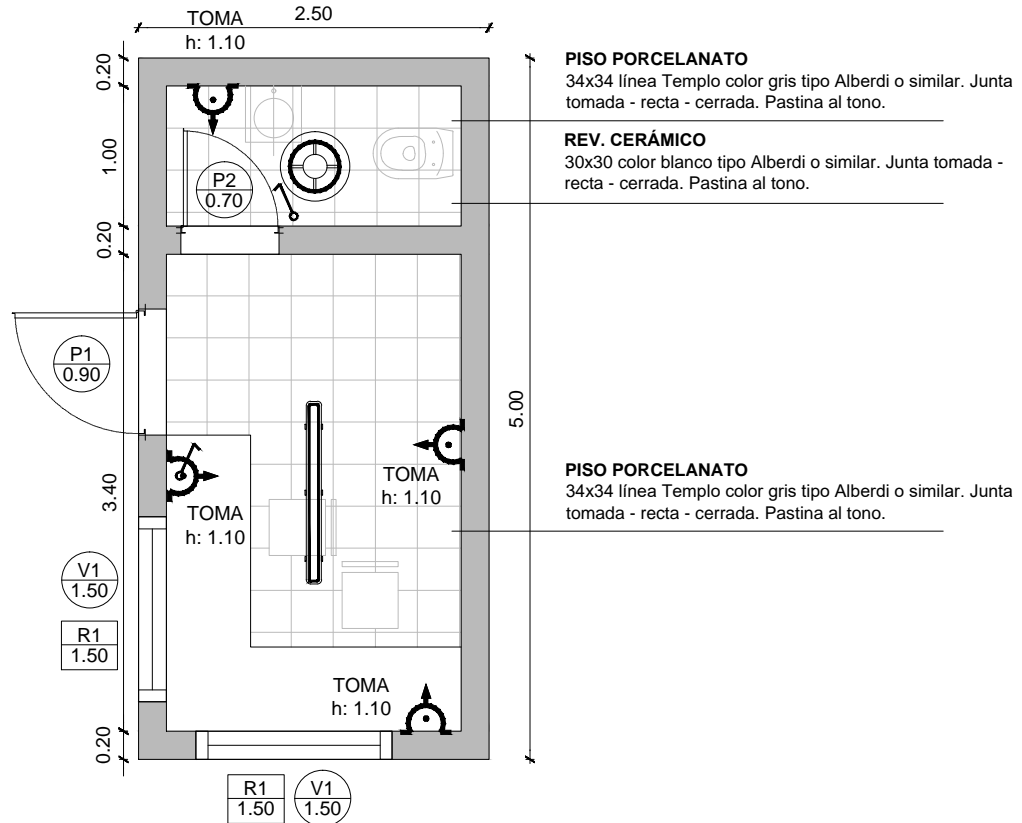 TOMA
h: 1.10
2.50
0.20
1.00
0.20
3.40
0.20
5.00
PISO PORCELANATO
34x34 línea Templo color gris tipo Alberdi o similar. Junta
tomada - recta - cerrada. Pastina al tono.
REV. CERÁMICO
30x30 color blanco tipo Alberdi o similar. Junta tomada -
recta - cerrada. Pastina al tono.
P2
0.70
P1
0.90
TOMA
h: 1.10
TOMA
h: 1.10
PISO PORCELANATO
34x34 línea Templo color gris tipo Alberdi o similar. Junta
tomada - recta - cerrada. Pastina al tono.
V1
1.50
R1
1.50
TOMA
h: 1.10
R1
1.50
V1
1.50